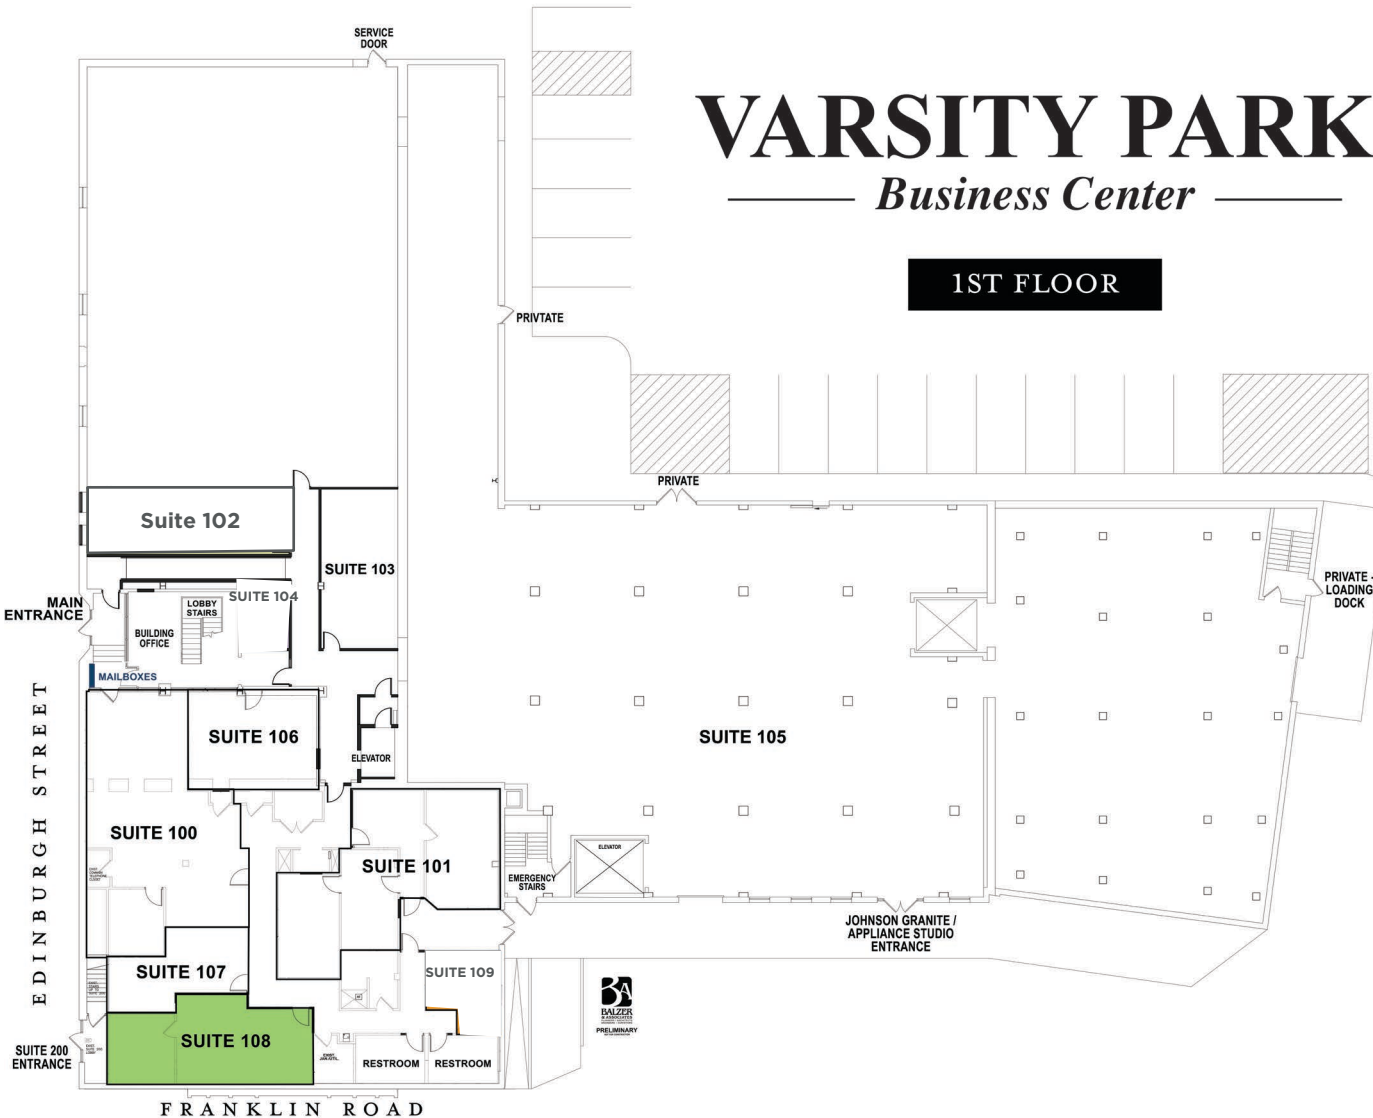 SERVICE
DOOR
VARSITY PARK
Business Center
1ST FLOOR
PRIVTATE
PRIVATE
Suite 102
SUITE 103
SUITE 104
MAIN
ENTRANCE
LOBBY
STAIRS
BUILDING
OFFICE
MAILBOXES
PRIVATE -
LOADING
DOCK
EDINBURGH STREET
SUITE 106
ELEVATOR
SUITE 105
SUITE 100
SUITE 101
ELEVATOR
EMERGENCY
STAIRS
JOHNSON GRANITE /
APPLIANCE STUDIO
ENTRANCE
SUITE 107
SUITE 109
BA
BALZER
& ASSOCIATES
PRELIMINARY
SUITE 108
SUITE 200
ENTRANCE
RESTROOM
RESTROOM
FRANKLIN ROAD